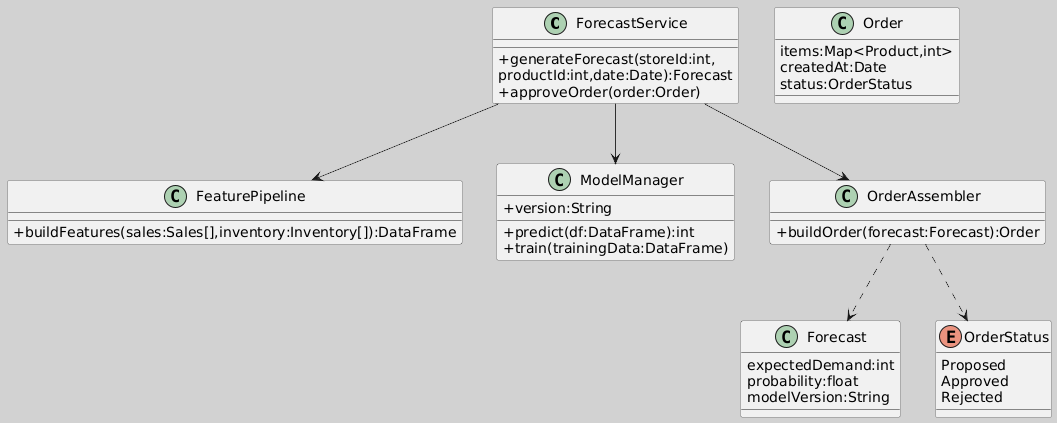 C ForecastService
+generateForecast(storeId:int,
productId:int,date:Date):Forecast
+approveOrder(order:Order)
C Order
items:Map<Product,int>
createdAt:Date
status:OrderStatus
C FeaturePipeline
+buildFeatures(sales:Sales[],inventory:Inventory[]):DataFrame
C ModelManager
+version:String
+predict(df:DataFrame):int
+train(trainingData:DataFrame)
C OrderAssembler
+buildOrder(forecast:Forecast):Order
C Forecast
expectedDemand:int
probability:float
modelVersion:String
E OrderStatus
Proposed
Approved
Rejected